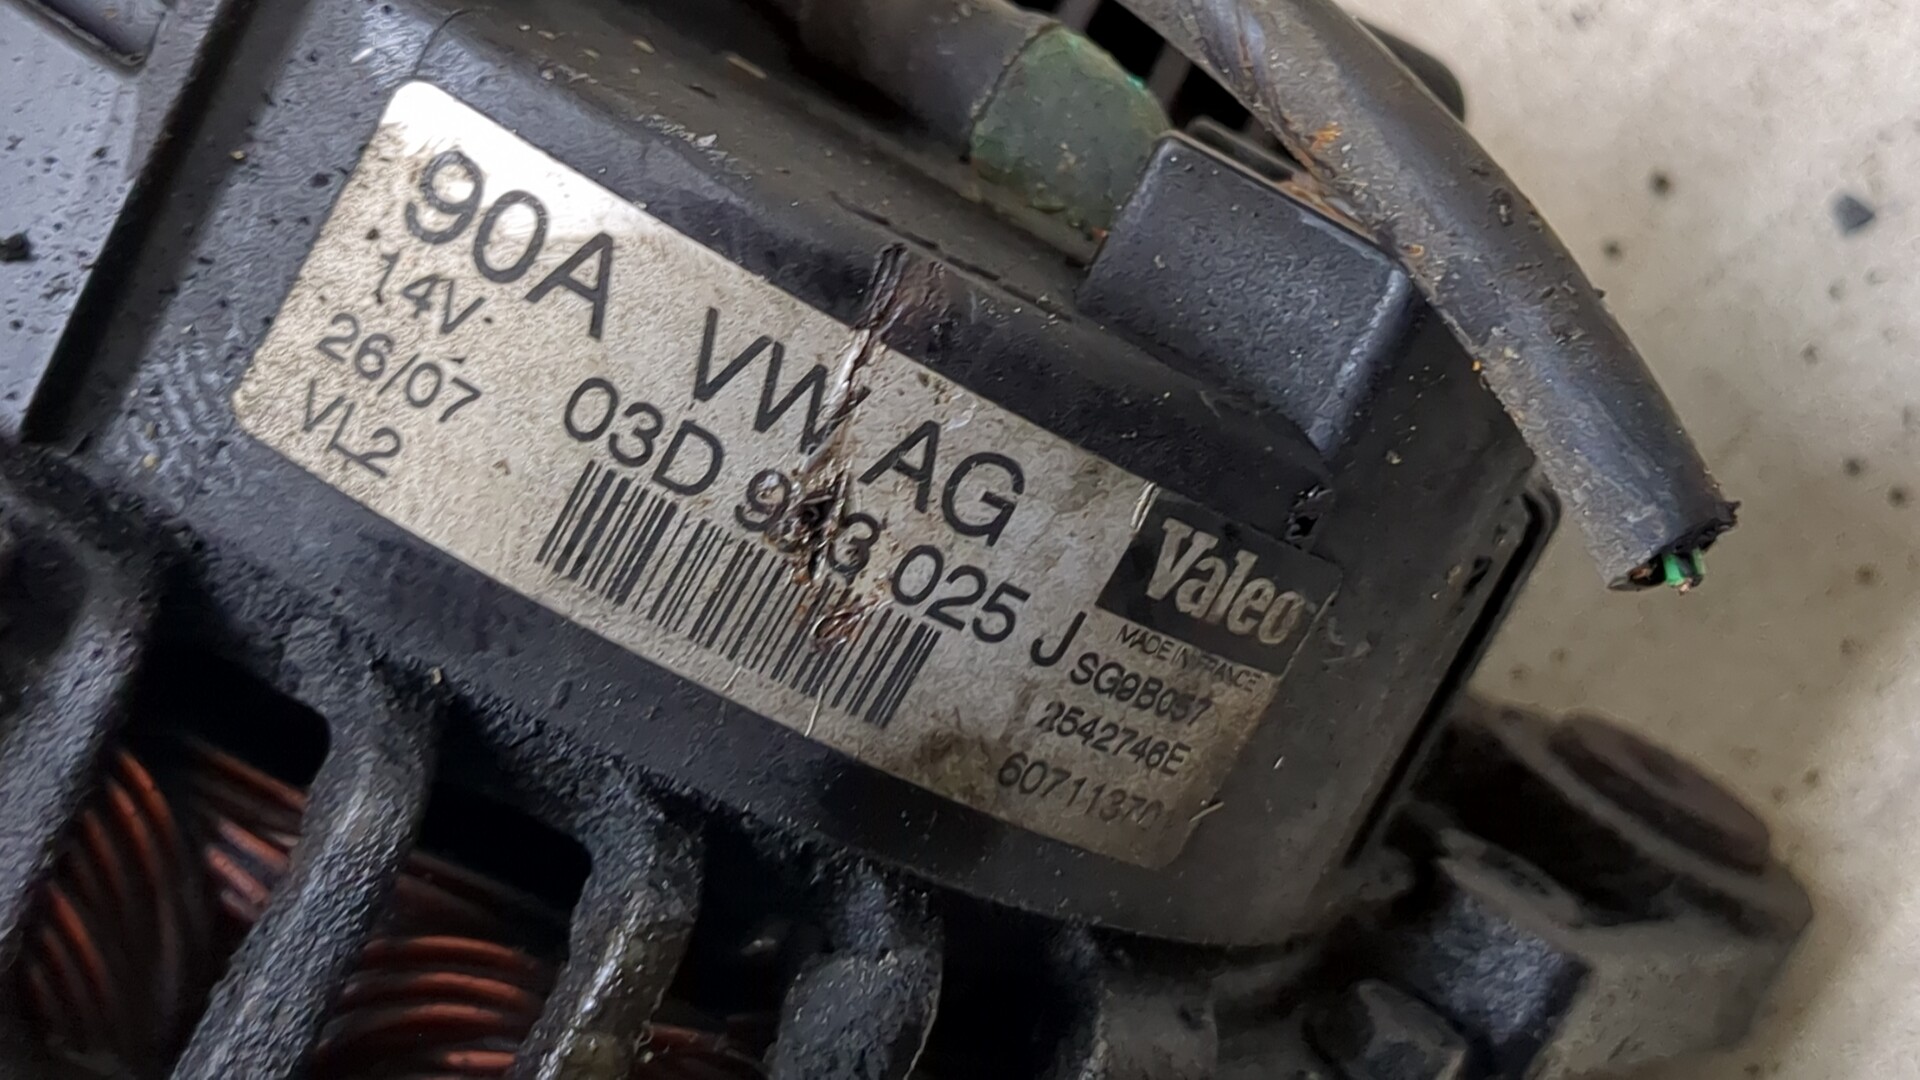 90A VW AG
14V
26/07 03D 903 025 J
VL2
Valeo
MADE IN FRANCE
SG9B057
2542746E
60711370